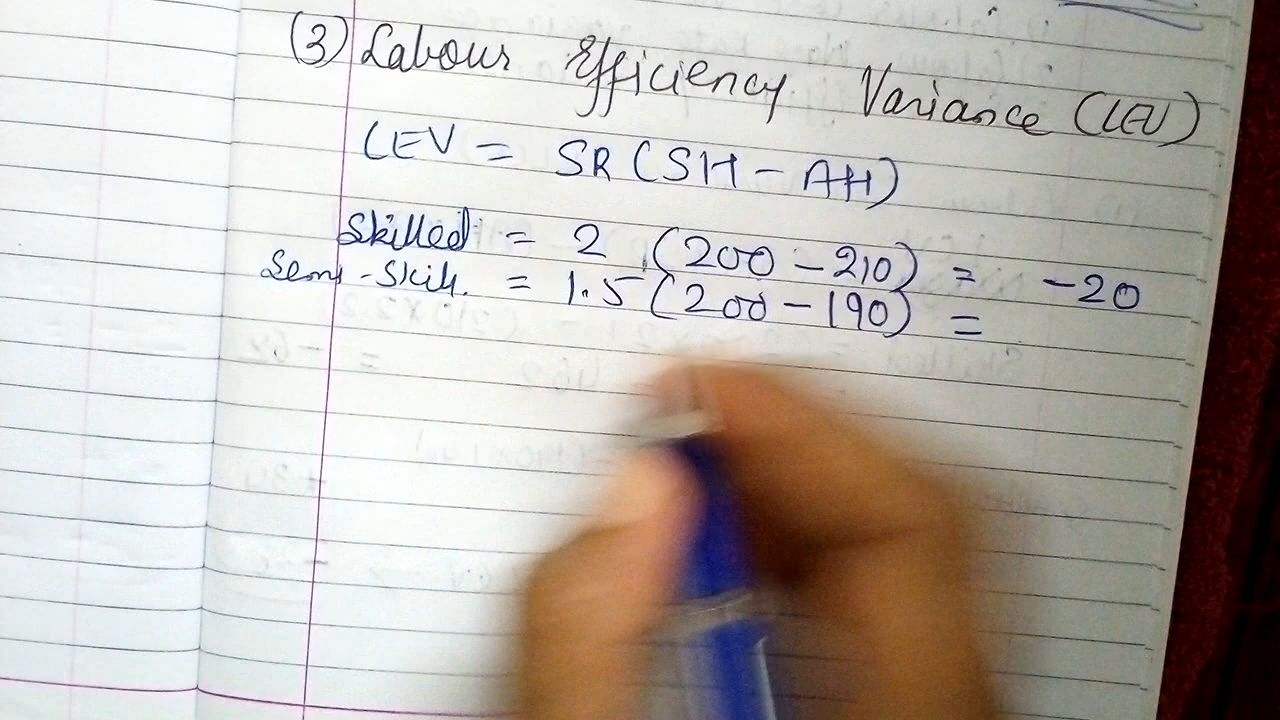 (3) Labour Efficiency Variance (LEV)
LEV = SR (SH - AH)
Skilled = 2 (200 - 210) = -20
Semi-Skill. = 1.5 (200 - 190) =